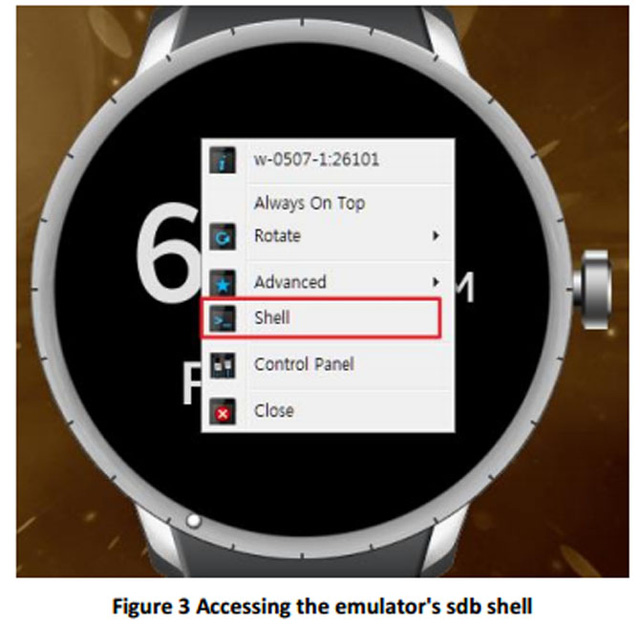 w-0507-1:26101
Always On Top
Rotate
Advanced
Shell
Control Panel
Close
6
M
F
Figure 3 Accessing the emulator's sdb shell